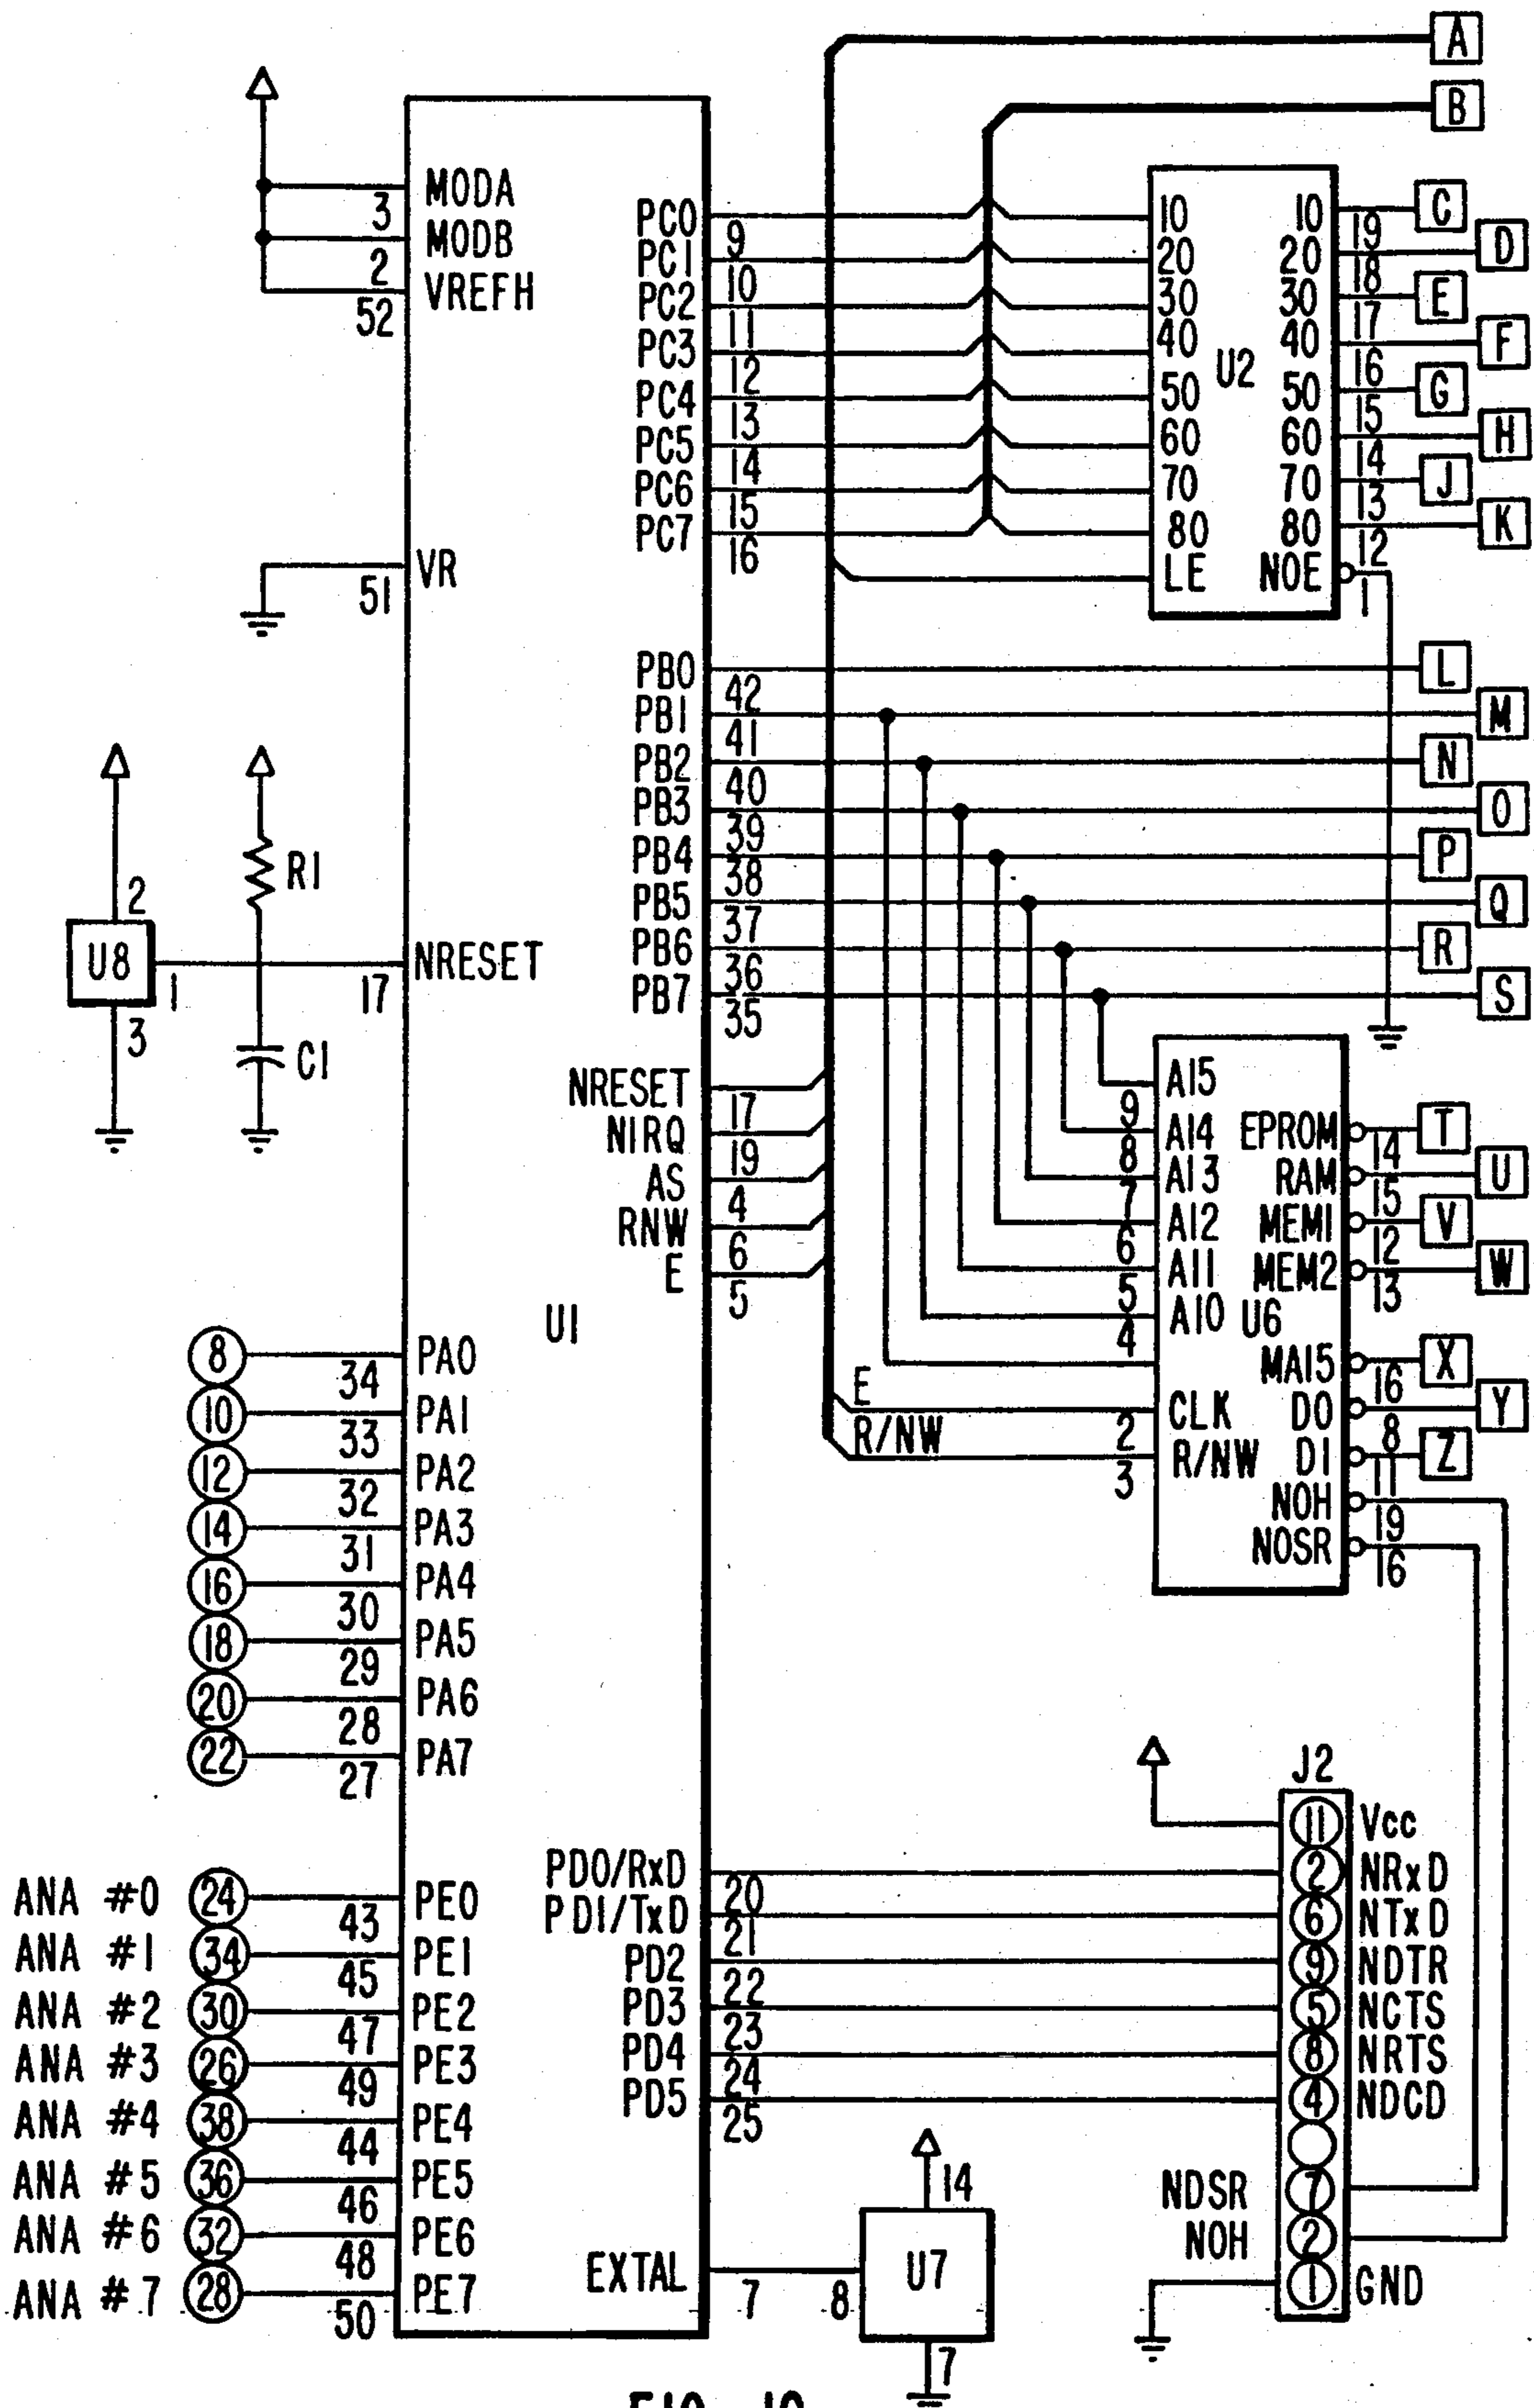 A
B
MODA
3
MODB
2
VREFH
52
VR
51
PC0
9
PC1
10
PC2
11
PC3
12
PC4
13
PC5
14
PC6
15
PC7
16
10
20
30
40
50
60
70
80
LE
U2
10
19
20
18
30
17
40
16
50
15
60
14
70
13
80
12
NOE
1
C
D
E
F
G
H
J
K
PB0
42
PB1
41
PB2
40
PB3
39
PB4
38
PB5
37
PB6
36
PB7
35
L
M
N
O
P
Q
R
S
2
R1
U8
1
3
NRESET
17
C1
NRESET
17
NIRQ
19
AS
4
RNW
6
E
5
U1
A15
9
A14
8
A13
7
A12
6
A11
5
A10
4
U6
E
CLK
2
R/NW
R/NW
3
EPROM
14
RAM
15
MEM1
12
MEM2
13
MA15
16
DO
8
DI
11
NOH
19
NOSR
16
T
U
V
W
X
Y
Z
8
34
PA0
10
33
PA1
12
32
PA2
14
31
PA3
16
30
PA4
18
29
PA5
20
28
PA6
22
27
PA7
ANA #0 24
43
PE0
ANA #1 34
45
PE1
ANA #2 30
47
PE2
ANA #3 26
49
PE3
ANA #4 38
44
PE4
ANA #5 36
46
PE5
ANA #6 32
48
PE6
ANA #7 28
50
PE7
PD0/RxD
20
PD1/TxD
21
PD2
22
PD3
23
PD4
24
PD5
25
EXTAL
7
8
U7
14
7
J2
11 Vcc
2 NRxD
6 NTxD
9 NDTR
5 NCTS
8 NRTS
4 NDCD
NDSR 7
NOH 2
1 GND